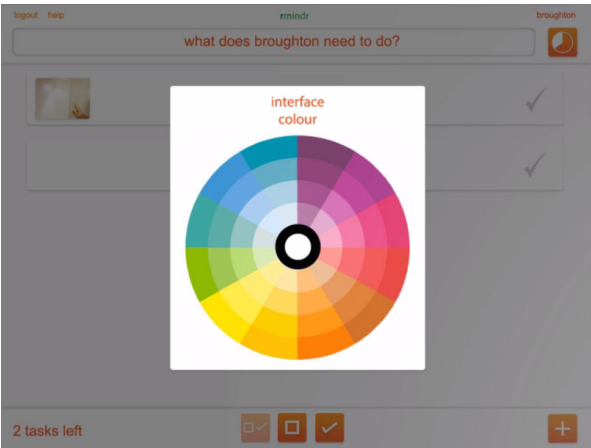 logout help rmindr broughton
what does broughton need to do?
interface
colour
2 tasks left